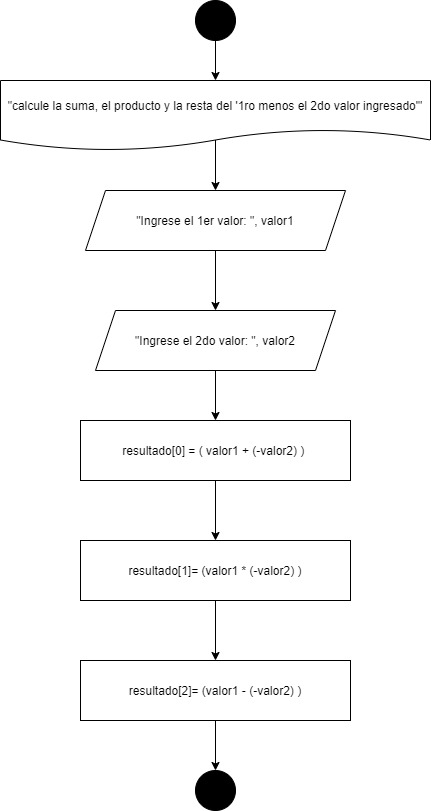 "calcule la suma, el producto y la resta del '1ro menos el 2do valor ingresado'"
"Ingrese el 1er valor: ", valor1
"Ingrese el 2do valor: ", valor2
resultado[0] = ( valor1 + (-valor2) )
resultado[1]= (valor1 * (-valor2) )
resultado[2]= (valor1 - (-valor2) )